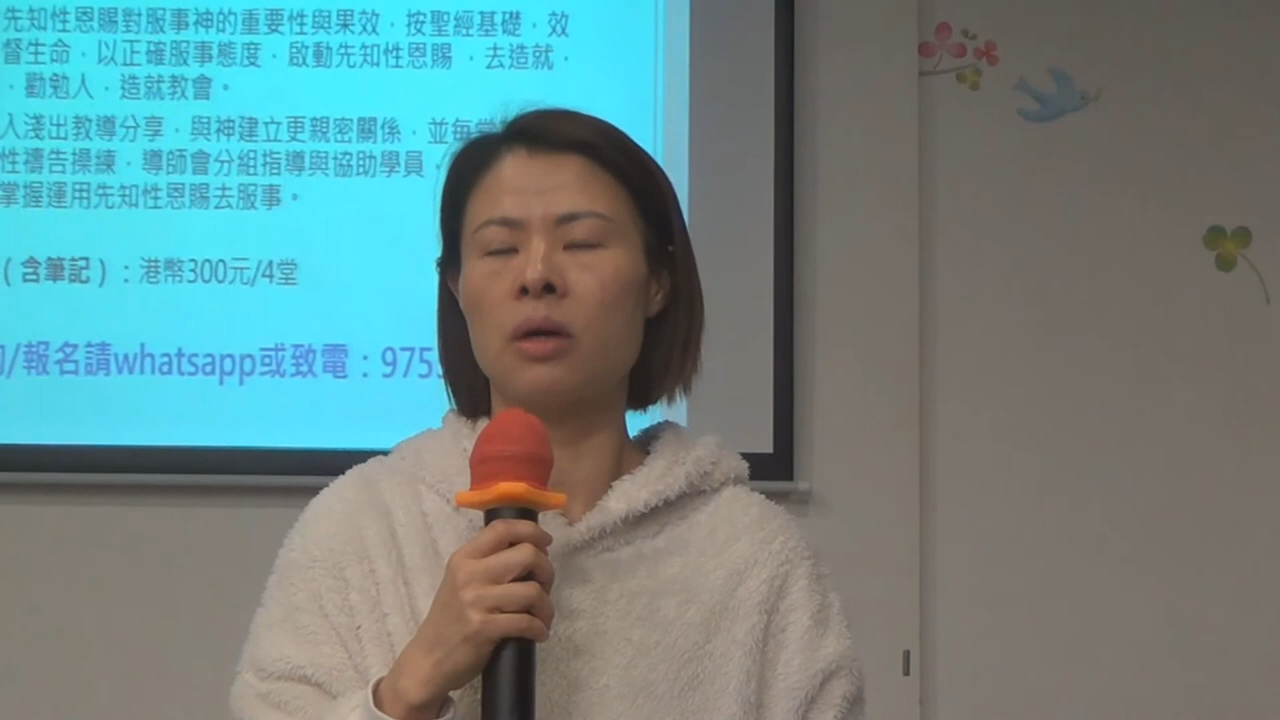 先知性恩賜對服事神的重要性與果效，按聖經基礎，效
督生命，以正確服事態度，啟動先知性恩賜 ，去造就，
，勸勉人，造就教會。
入淺出教導分享，與神建立更親密關係，並每堂
性禱告操練，導師會分組指導與協助學員，
掌握運用先知性恩賜去服事。
（含筆記）：港幣300元/4堂
/報名請whatsapp或致電：975